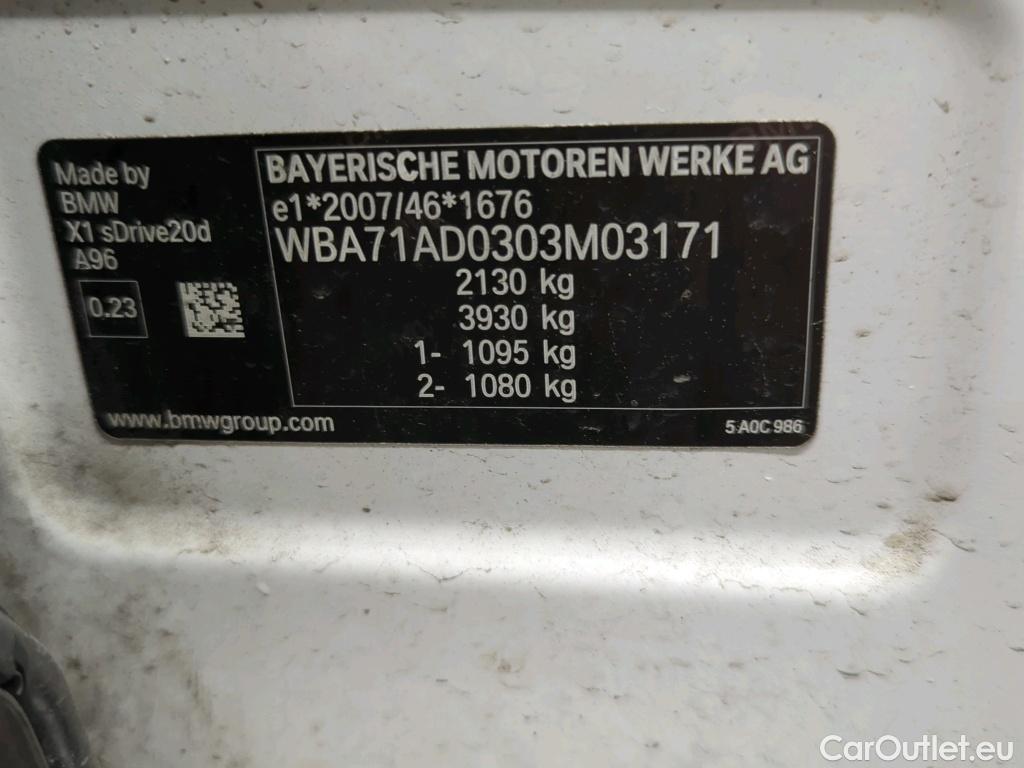 Made by
BMW
X1 sDrive20d
A96
0.23
www.bmwgroup.com
BAYERISCHE MOTOREN WERKE AG
e1*2007/46*1676
WBA71AD0303M03171
2130 kg
3930 kg
1- 1095 kg
2- 1080 kg
5 A0C 986
CarOutlet.eu